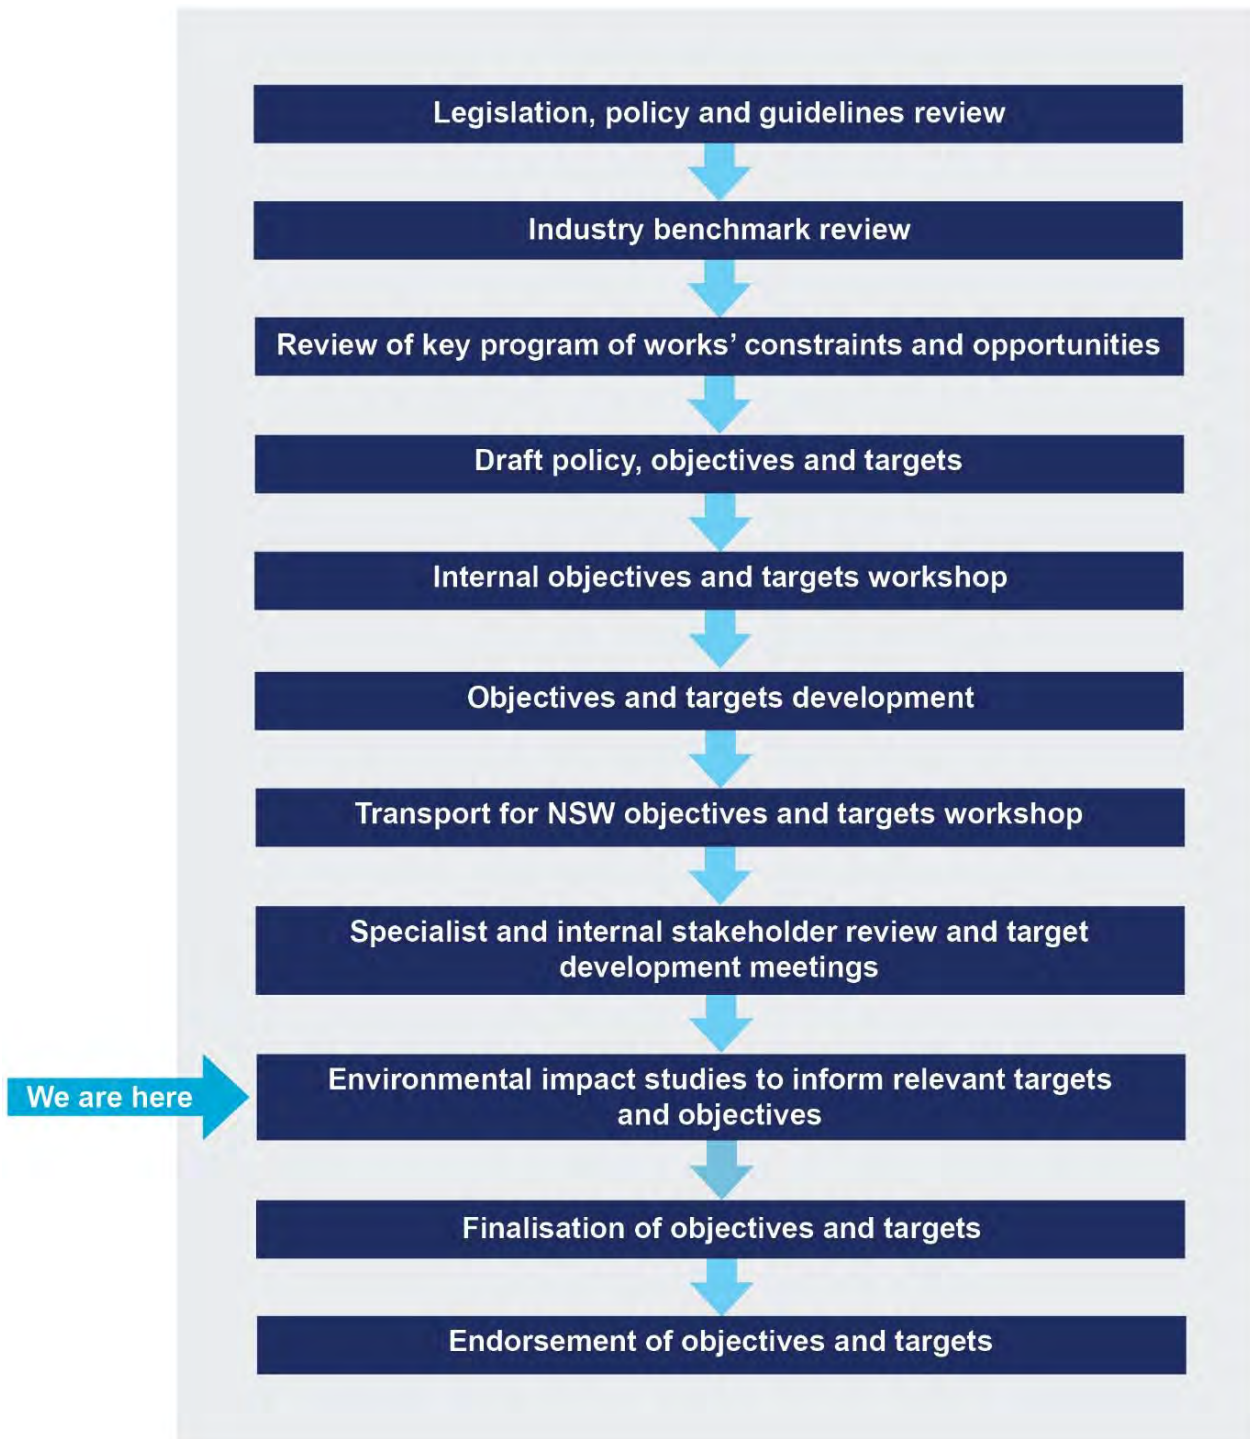 Legislation, policy and guidelines review
Industry benchmark review
Review of key program of works’ constraints and opportunities
Draft policy, objectives and targets
Internal objectives and targets workshop
Objectives and targets development
Transport for NSW objectives and targets workshop
Specialist and internal stakeholder review and target
development meetings
We are here
Environmental impact studies to inform relevant targets
and objectives
Finalisation of objectives and targets
Endorsement of objectives and targets